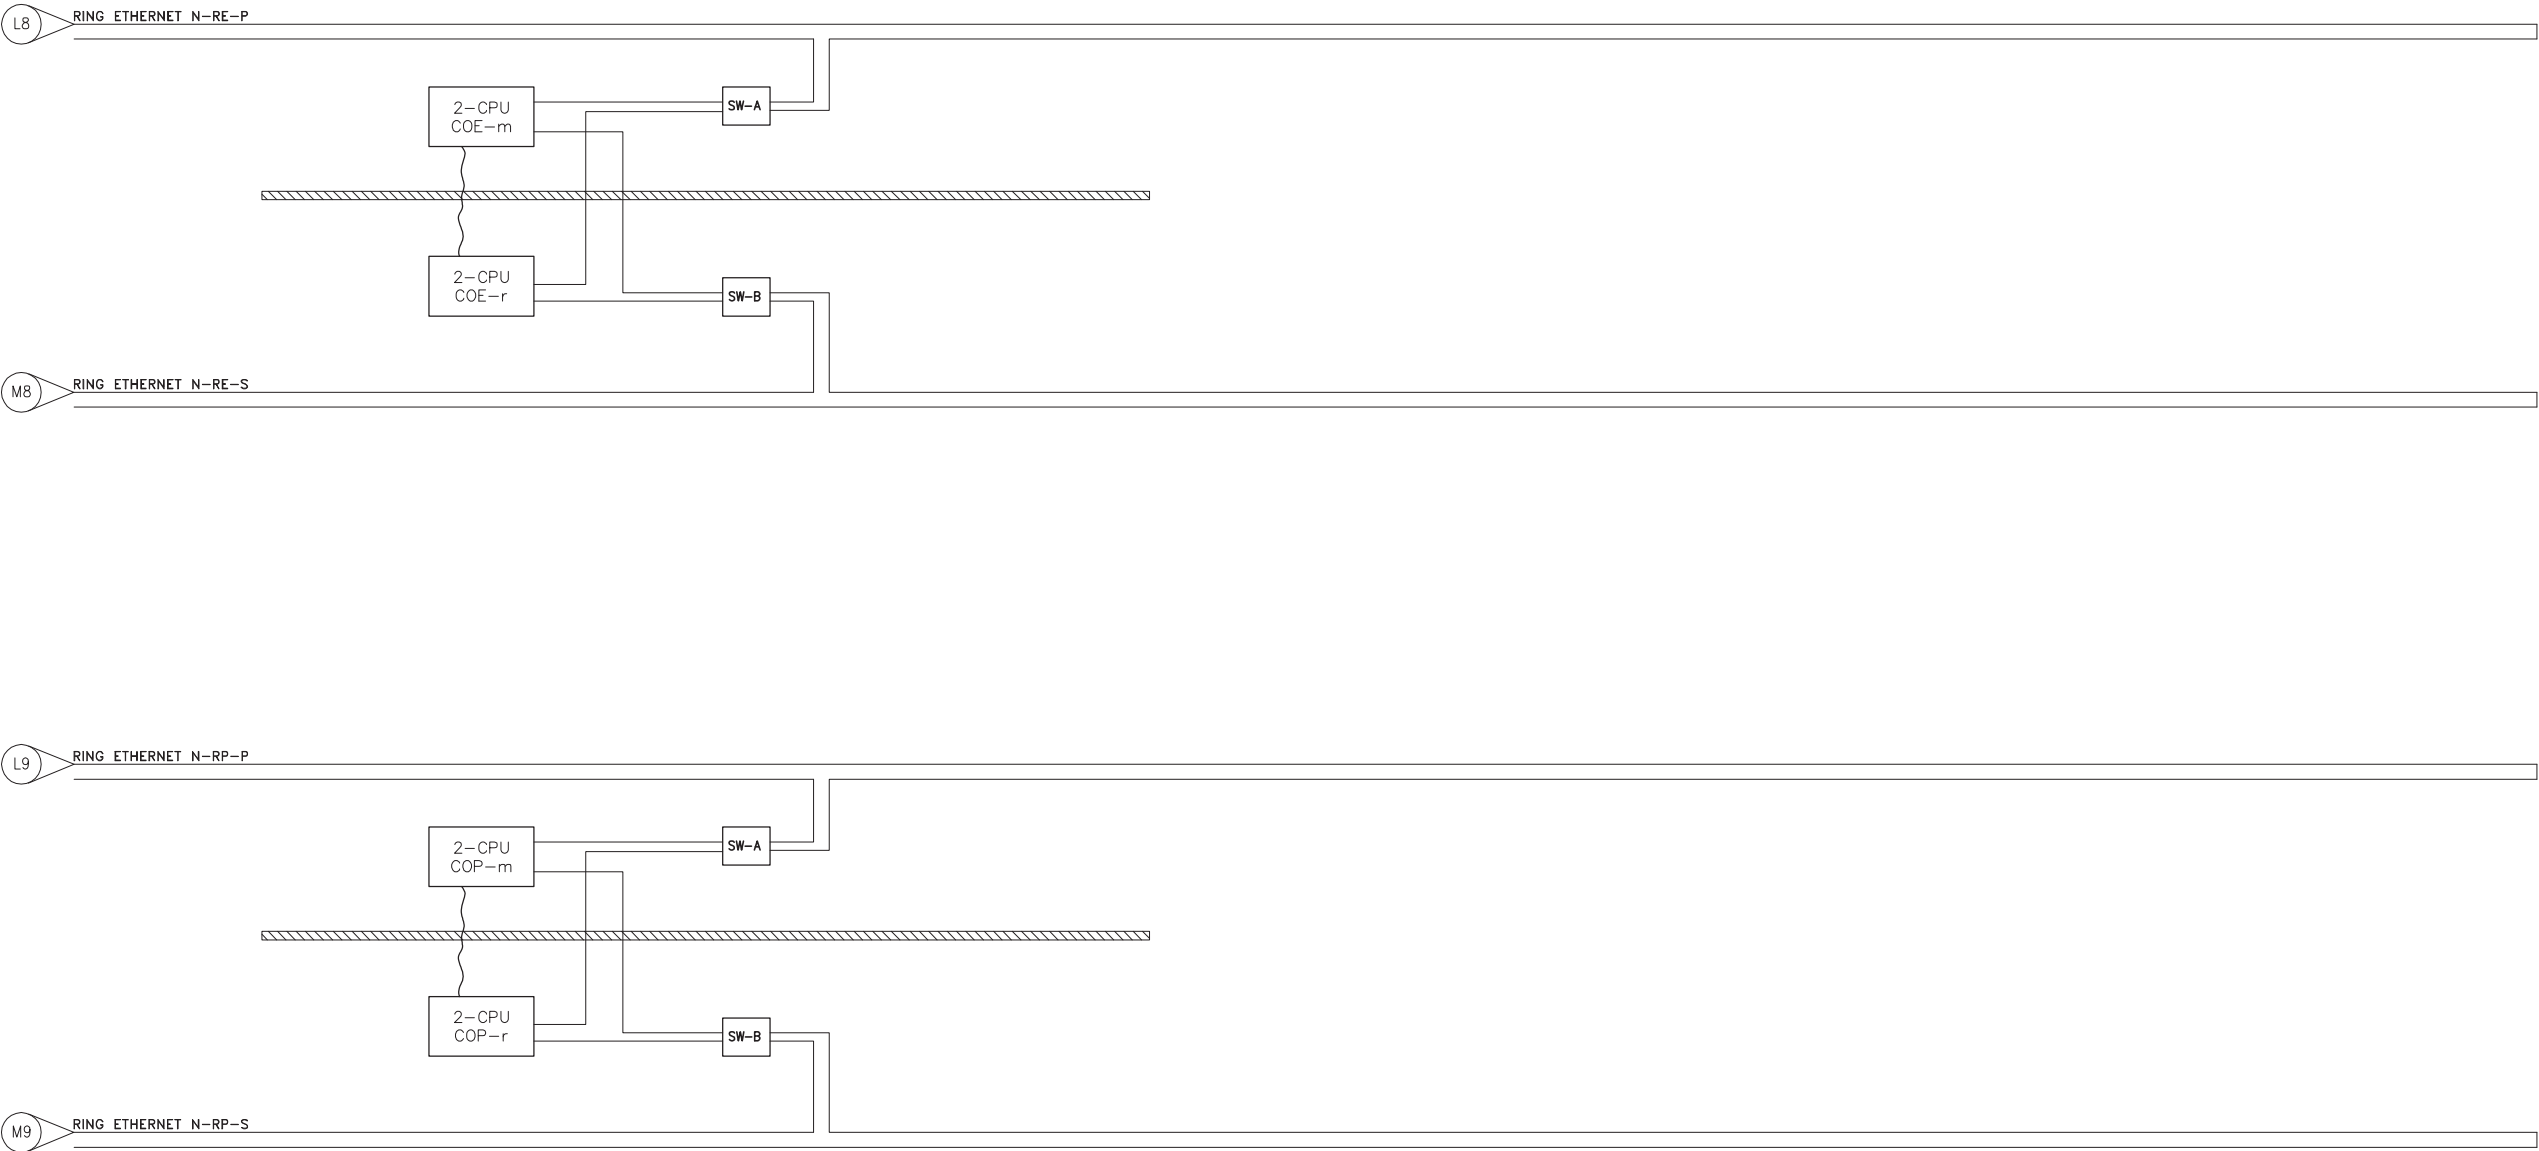 L8 RING ETHERNET N-RE-P
2-CPU
COE-m
SW-A
2-CPU
COE-r
SW-B
M8 RING ETHERNET N-RE-S
L9 RING ETHERNET N-RP-P
2-CPU
COP-m
SW-A
2-CPU
COP-r
SW-B
M9 RING ETHERNET N-RP-S